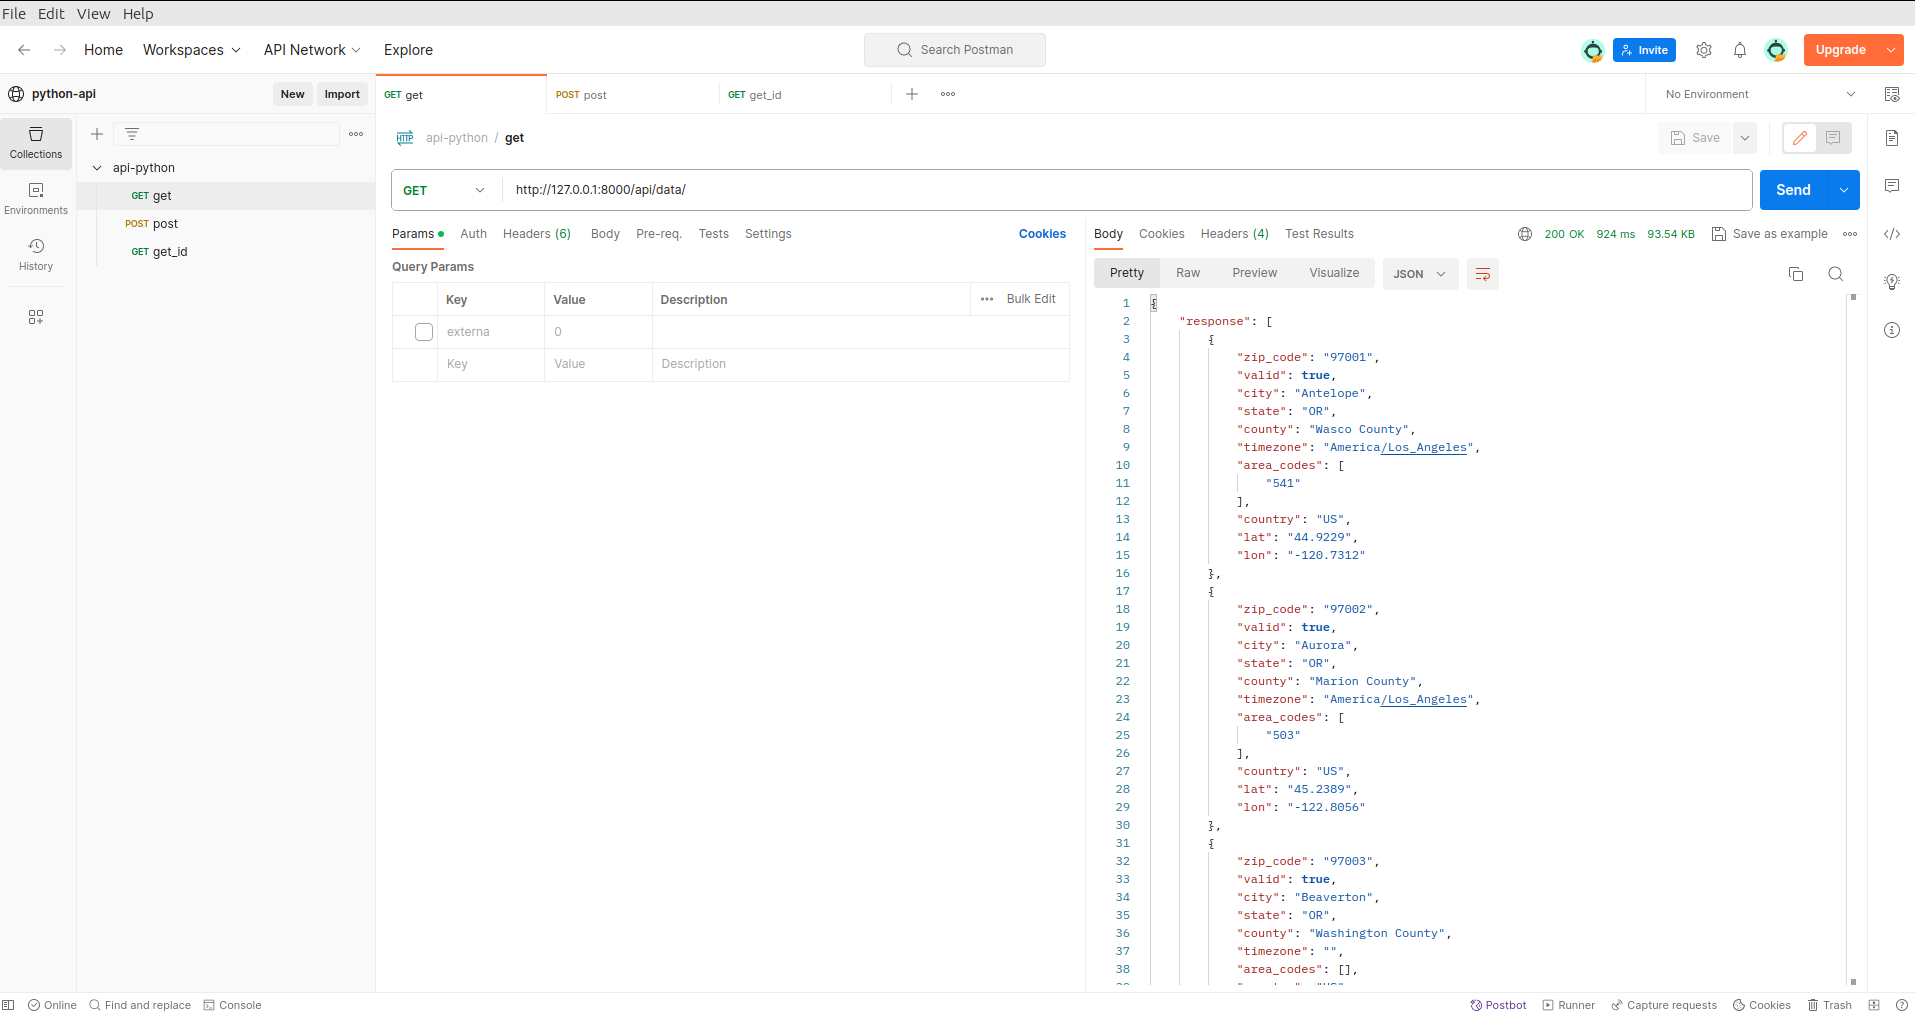 File Edit View Help
Home Workspaces API Network Explore Search Postman Invite Upgrade
python-api New Import GET get POST post GET get_id No Environment
HTTP api-python / get Save
Collections
api-python
GET get
POST post
GET get_id
Environments
History
GET http://127.0.0.1:8000/api/data/ Send
Params Auth Headers (6) Body Pre-req. Tests Settings Cookies
Query Params
Key Value Description Bulk Edit
externa 0
Key Value Description
Body Cookies Headers (4) Test Results 200 OK 924 ms 93.54 KB Save as example
Pretty Raw Preview Visualize JSON
1 {
2 "response": [
3 {
4 "zip_code": "97001",
5 "valid": true,
6 "city": "Antelope",
7 "state": "OR",
8 "county": "Wasco County",
9 "timezone": "America/Los_Angeles",
10 "area_codes": [
11 "541"
12 ],
13 "country": "US",
14 "lat": "44.9229",
15 "lon": "-120.7312"
16 },
17 {
18 "zip_code": "97002",
19 "valid": true,
20 "city": "Aurora",
21 "state": "OR",
22 "county": "Marion County",
23 "timezone": "America/Los_Angeles",
24 "area_codes": [
25 "503"
26 ],
27 "country": "US",
28 "lat": "45.2389",
29 "lon": "-122.8056"
30 },
31 {
32 "zip_code": "97003",
33 "valid": true,
34 "city": "Beaverton",
35 "state": "OR",
36 "county": "Washington County",
37 "timezone": "",
38 "area_codes": [],
Online Find and replace Console Postbot Runner Capture requests Cookies Trash